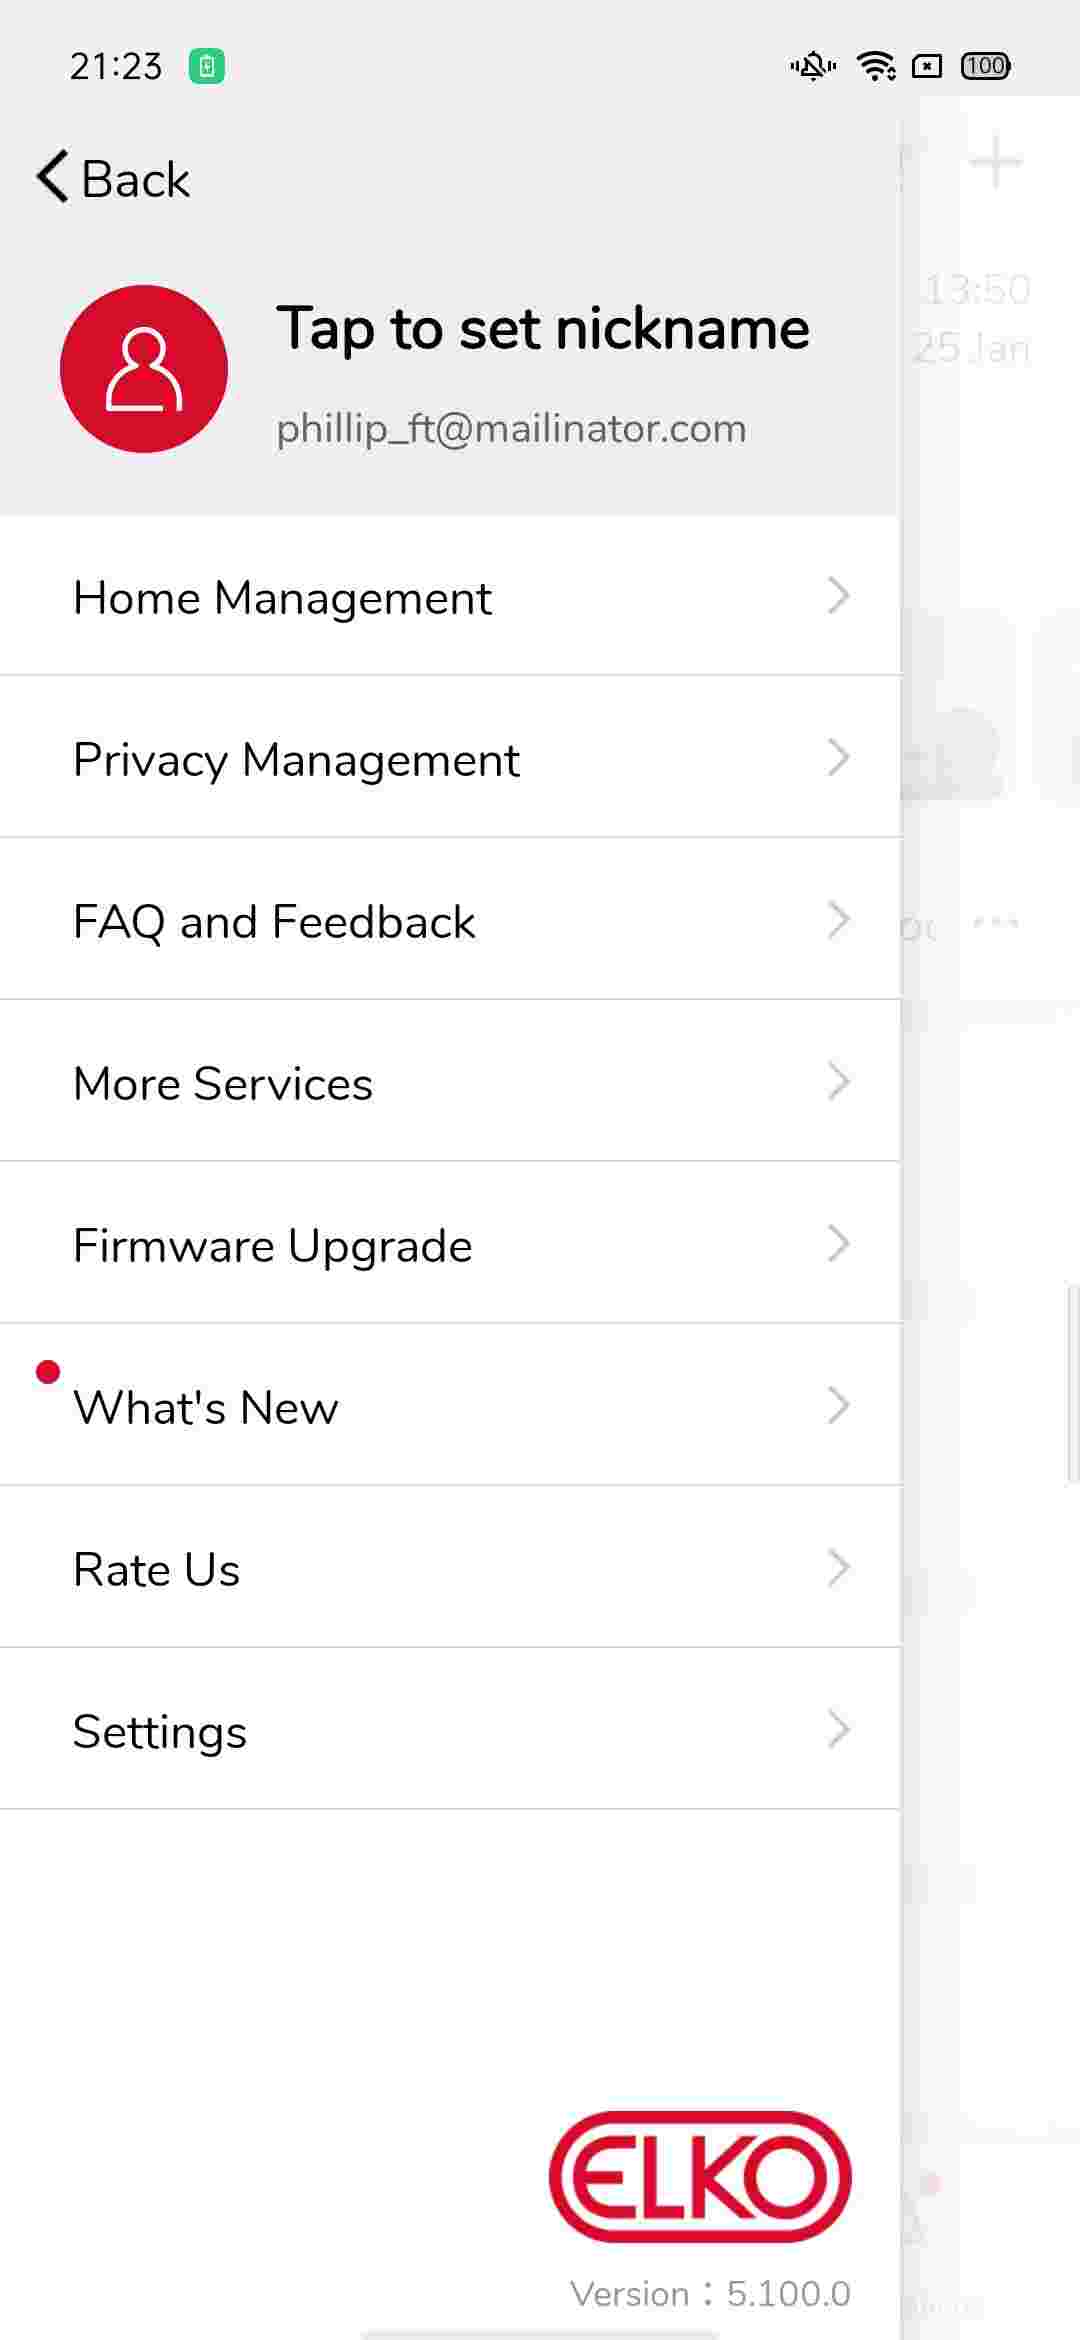 21:23
100
Back
13:50
25 Jan
Tap to set nickname
phillip_ft@mailinator.com
Home Management
Privacy Management
FAQ and Feedback
More Services
Firmware Upgrade
What's New
Rate Us
Settings
ELKO
Version：5.100.0